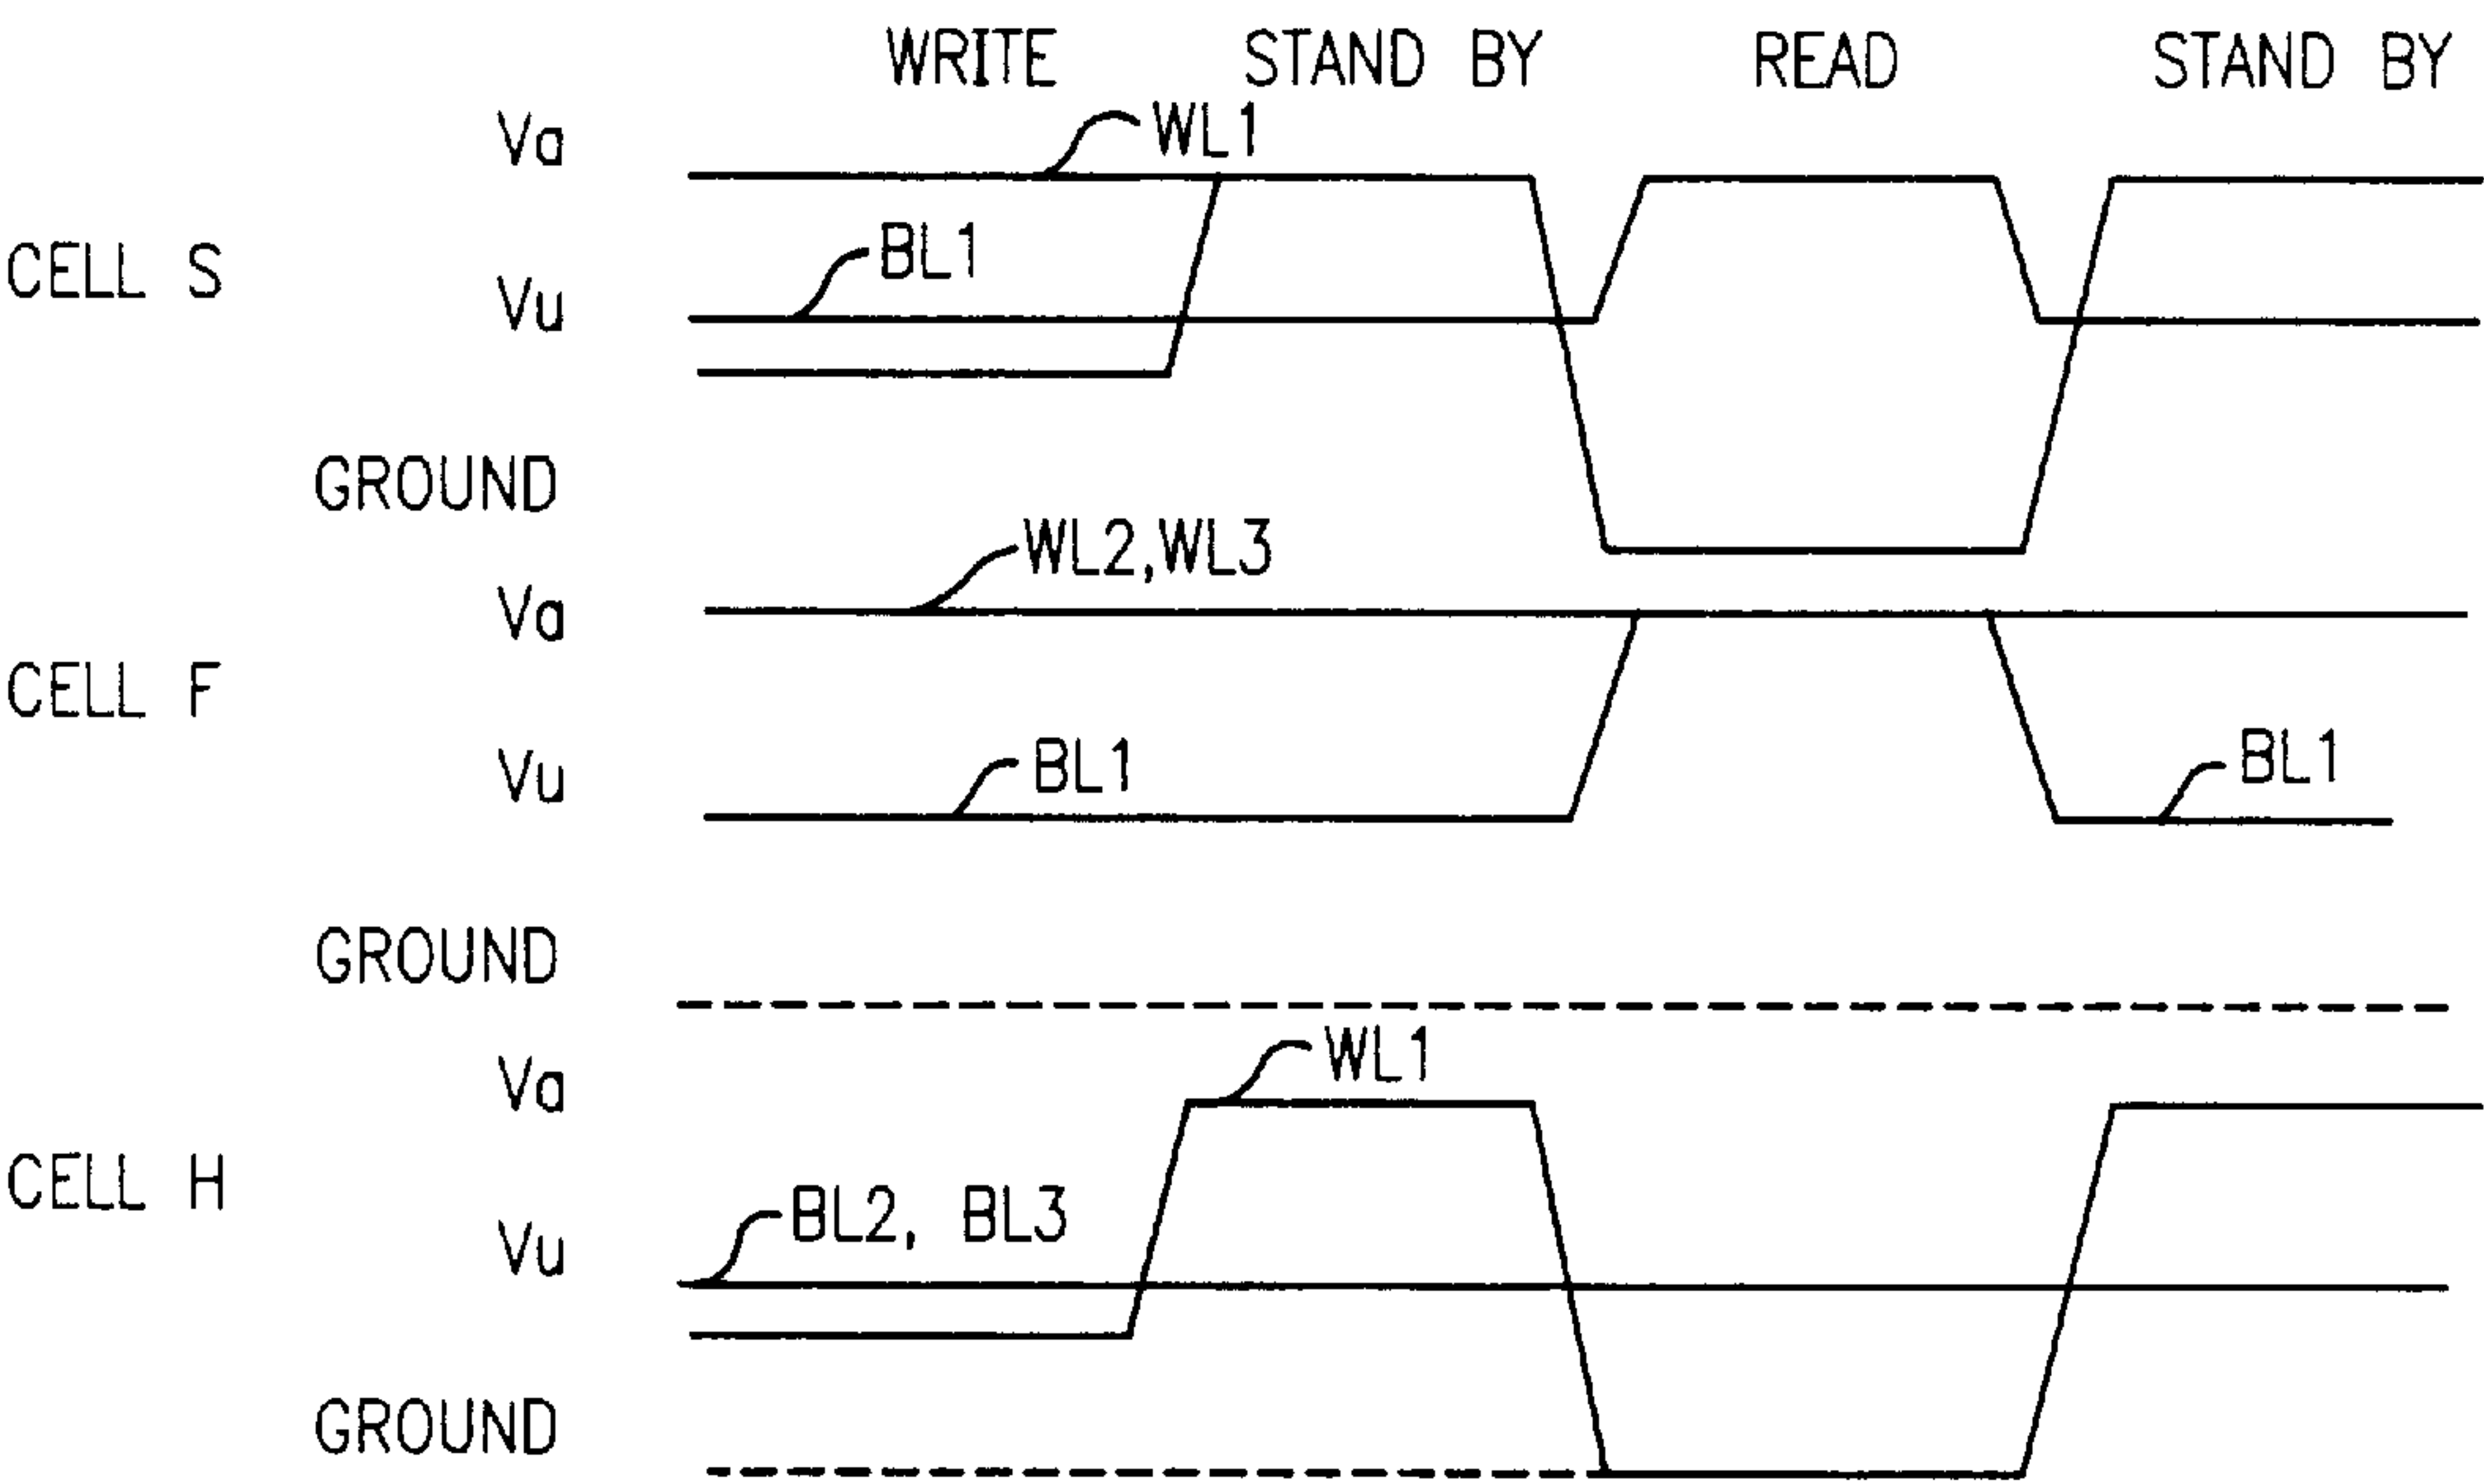 WRITE STAND BY READ STAND BY
Va WL1
CELL S BL1
Vu
GROUND
WL2,WL3
Va
CELL F
Vu BL1 BL1
GROUND
Va WL1
CELL H
BL2, BL3
Vu
GROUND